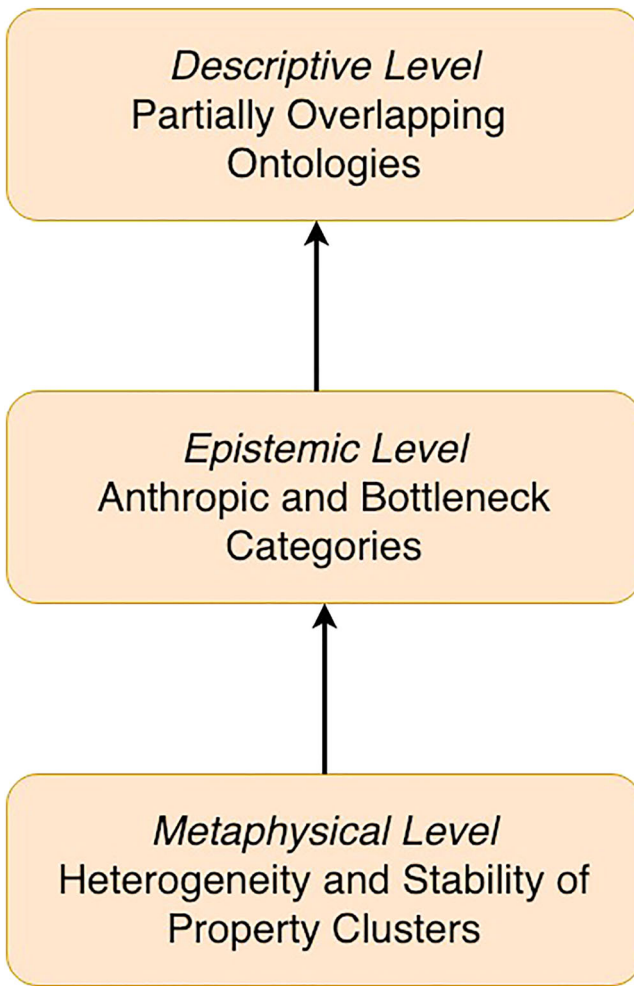 Descriptive Level
Partially Overlapping
Ontologies
Epistemic Level
Anthropic and Bottleneck
Categories
Metaphysical Level
Heterogeneity and Stability of
Property Clusters